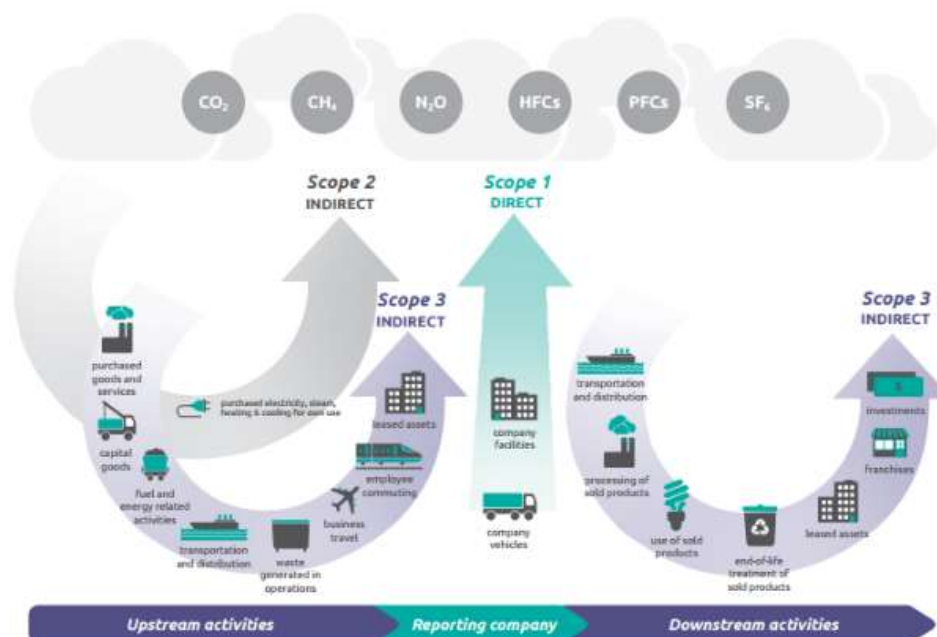 CO₂ CH₄ N₂O HFCs PFCs SF₆
Scope 2
INDIRECT
Scope 1
DIRECT
Scope 3
INDIRECT
Scope 3
INDIRECT
purchased
goods and
services
capital
goods
fuel and
energy related
activities
transportation
and distribution
waste
generated in
operations
business
travel
employee
commuting
leased assets
purchased electricity, steam,
heating & cooling for own use
company
facilities
company
vehicles
transportation
and distribution
processing of
sold products
use of sold
products
end-of-life
treatment of
sold products
leased assets
franchises
investments
$
Upstream activities
Reporting company
Downstream activities